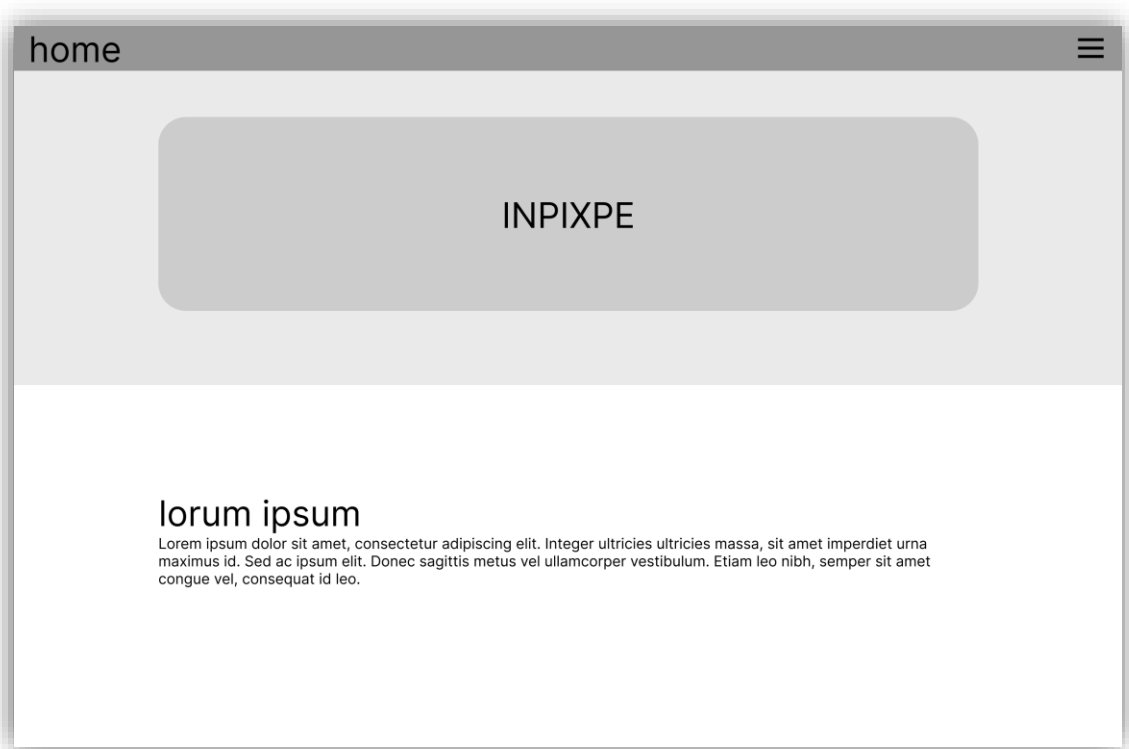 home
INPIXPE
lorum ipsum
Lorem ipsum dolor sit amet, consectetur adipiscing elit. Integer ultricies ultricies massa, sit amet imperdiet urna
maximus id. Sed ac ipsum elit. Donec sagittis metus vel ullamcorper vestibulum. Etiam leo nibh, semper sit amet
congue vel, consequat id leo.